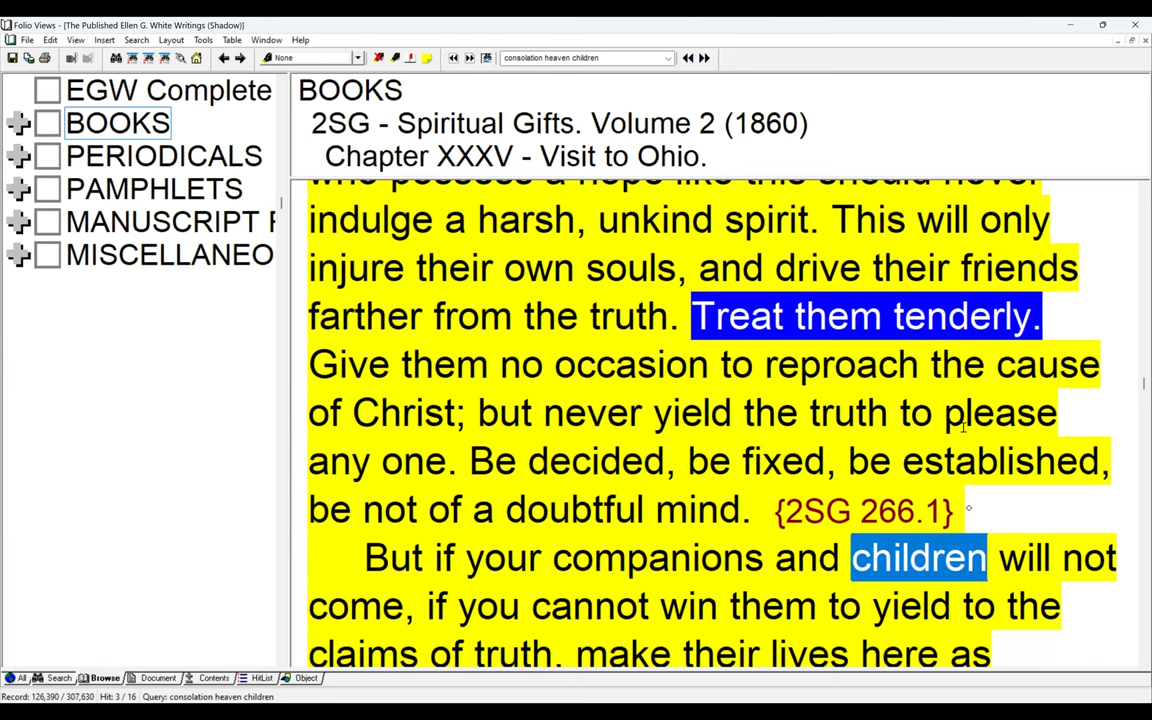 Folio Views - [The Published Ellen G. White Writings (Shadow)]
File Edit View Insert Search Layout Tools Table Window Help
None consolation heaven children
EGW Complete
BOOKS
PERIODICALS
PAMPHLETS
MANUSCRIPT
MISCELLANEO
BOOKS
2SG - Spiritual Gifts. Volume 2 (1860)
Chapter XXXV - Visit to Ohio.
who possess a hope like this should never
indulge a harsh, unkind spirit. This will only
injure their own souls, and drive their friends
farther from the truth. Treat them tenderly.
Give them no occasion to reproach the cause
of Christ; but never yield the truth to please
any one. Be decided, be fixed, be established,
be not of a doubtful mind. {2SG 266.1}
But if your companions and children will not
come, if you cannot win them to yield to the
claims of truth, make their lives here as
All Search Browse Document Contents HitList Object
Record: 126,390 / 307,630 Hit: 3 / 16 Query: consolation heaven children